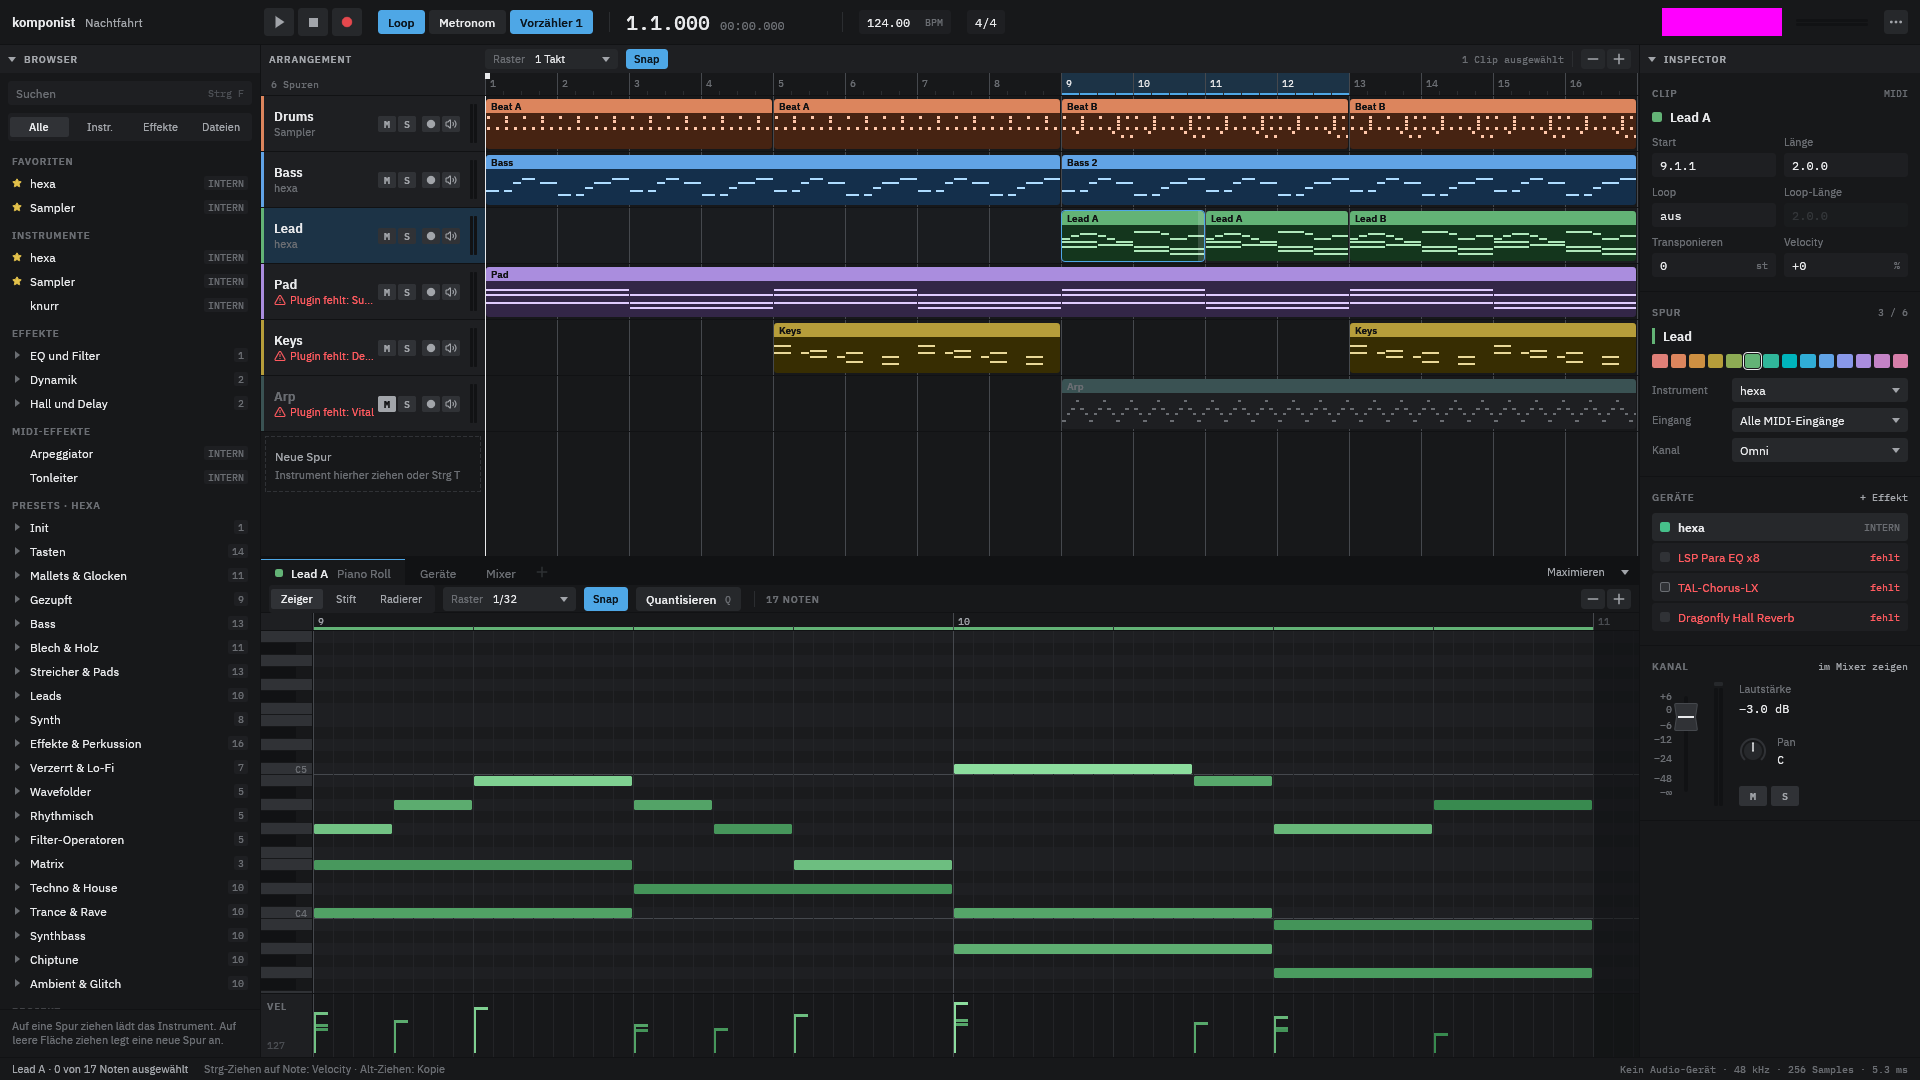 komponist Nachtfahrt
Loop Metronom Vorzähler 1
1.1.000 00:00.000
124.00 BPM 4/4
BROWSER
Suchen Strg F
Alle Instr. Effekte Dateien
FAVORITEN
hexa INTERN
Sampler INTERN
INSTRUMENTE
hexa INTERN
Sampler INTERN
knurr INTERN
EFFEKTE
EQ und Filter 1
Dynamik 2
Hall und Delay 2
MIDI-EFFEKTE
Arpeggiator INTERN
Tonleiter INTERN
PRESETS · HEXA
Init 1
Tasten 14
Mallets & Glocken 11
Gezupft 9
Bass 13
Blech & Holz 11
Streicher & Pads 13
Leads 10
Synth 8
Effekte & Perkussion 16
Verzerrt & Lo-Fi 7
Wavefolder 5
Rhythmisch 5
Filter-Operatoren 5
Matrix 3
Techno & House 10
Trance & Rave 10
Synthbass 10
Chiptune 10
Ambient & Glitch 10
Auf eine Spur ziehen lädt das Instrument. Auf
leere Fläche ziehen legt eine neue Spur an.
ARRANGEMENT
Raster 1 Takt Snap
1 Clip ausgewählt
6 Spuren
1 2 3 4 5 6 7 8 9 10 11 12 13 14 15 16
Drums
Sampler
M S
Beat A Beat A Beat B Beat B
Bass
hexa
M S
Bass Bass 2
Lead
hexa
M S
Lead A Lead A Lead B
Pad
Plugin fehlt: Su...
M S
Pad
Keys
Plugin fehlt: De...
M S
Keys Keys
Arp
Plugin fehlt: Vital
M S
Arp
Neue Spur
Instrument hierher ziehen oder Strg T
Lead A Piano Roll Geräte Mixer +
Maximieren
Zeiger Stift Radierer Raster 1/32 Snap Quantisieren Q 17 NOTEN
9 10 11
C5
C4
VEL
127
INSPECTOR
CLIP MIDI
Lead A
Start Länge
9.1.1 2.0.0
Loop Loop-Länge
aus 2.0.0
Transponieren Velocity
0 st +0 %
SPUR 3 / 6
Lead
Instrument hexa
Eingang Alle MIDI-Eingänge
Kanal Omni
GERÄTE + Effekt
hexa INTERN
LSP Para EQ x8 fehlt
TAL-Chorus-LX fehlt
Dragonfly Hall Reverb fehlt
KANAL im Mixer zeigen
+6
0
−6
−12
−24
−48
−∞
Lautstärke
−3.0 dB
Pan
C
M S
Lead A · 0 von 17 Noten ausgewählt Strg-Ziehen auf Note: Velocity · Alt-Ziehen: Kopie
Kein Audio-Gerät · 48 kHz · 256 Samples · 5.3 ms